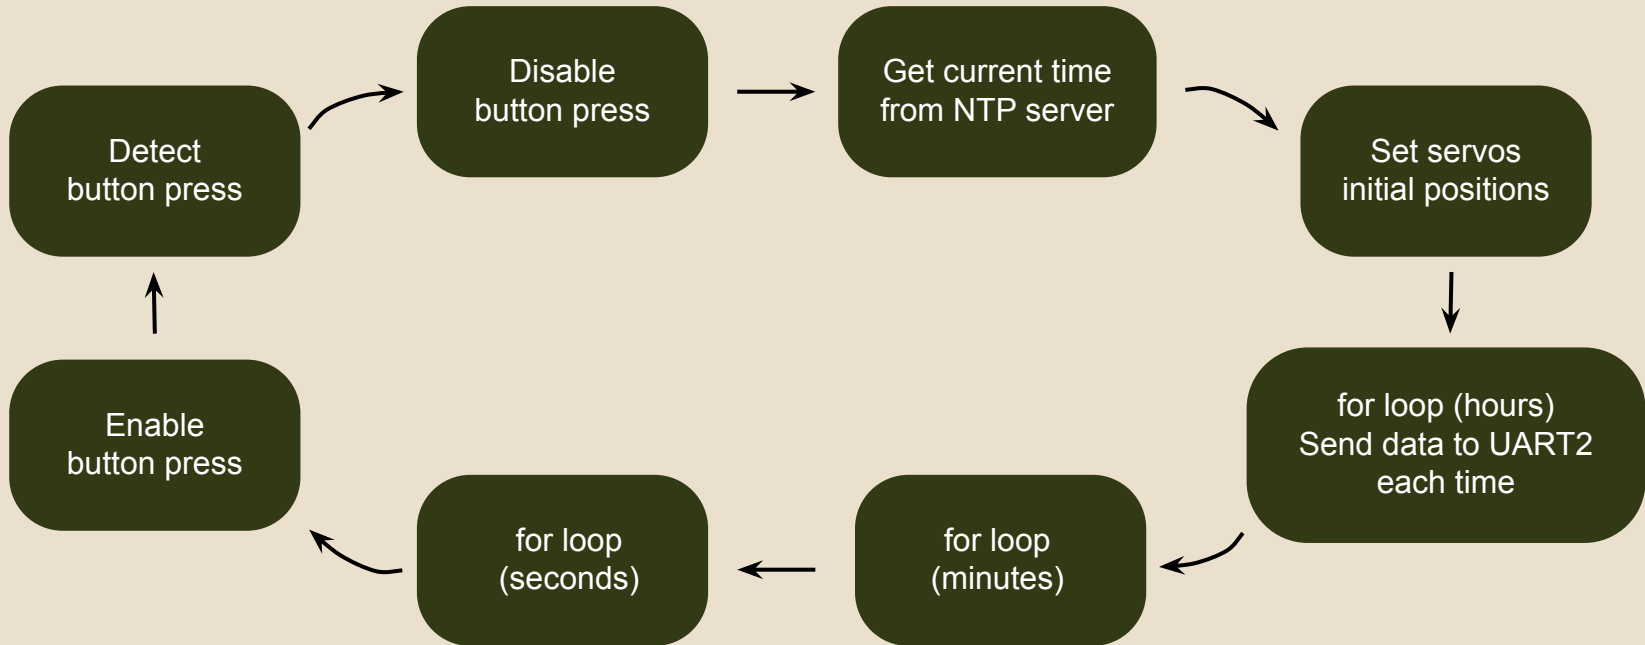 Detect
button press
Disable
button press
Get current time
from NTP server
Set servos
initial positions
for loop (hours)
Send data to UART2
each time
for loop
(minutes)
for loop
(seconds)
Enable
button press